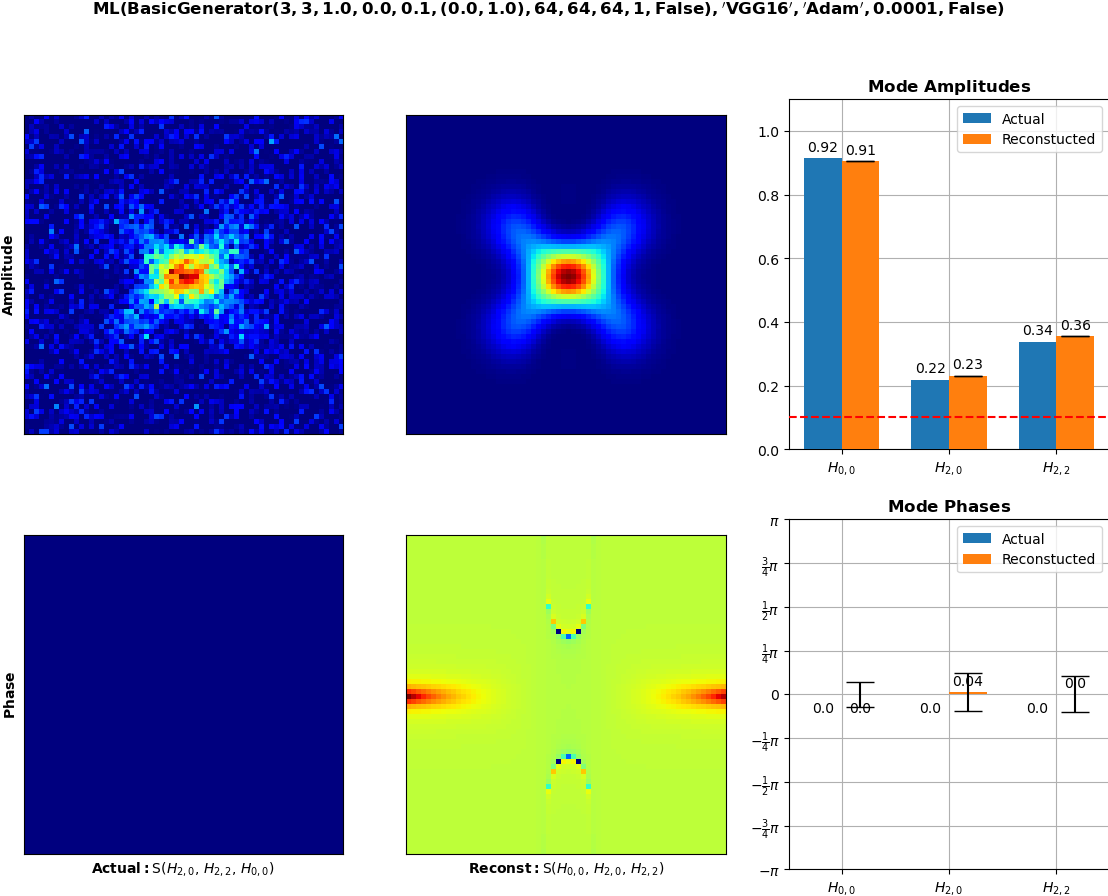 ML(BasicGenerator(3, 3, 1.0, 0.0, 0.1, (0.0, 1.0), 64, 64, 64, 1, False), ′VGG16′, ′Adam′, 0.0001, False)
Amplitude
Mode Amplitudes
Actual
Reconstucted
1.0
0.8
0.6
0.4
0.2
0.0
0.92 0.91
0.22 0.23
0.34 0.36
H0,0 H2,0 H2,2
Phase
Actual: S(H2,0, H2,2, H0,0)
Reconst: S(H0,0, H2,0, H2,2)
Mode Phases
Actual
Reconstucted
π
3/4π
1/2π
1/4π
0
−1/4π
−1/2π
−3/4π
−π
0.0 0.0
0.0 0.04
0.0 0.0
H0,0 H2,0 H2,2